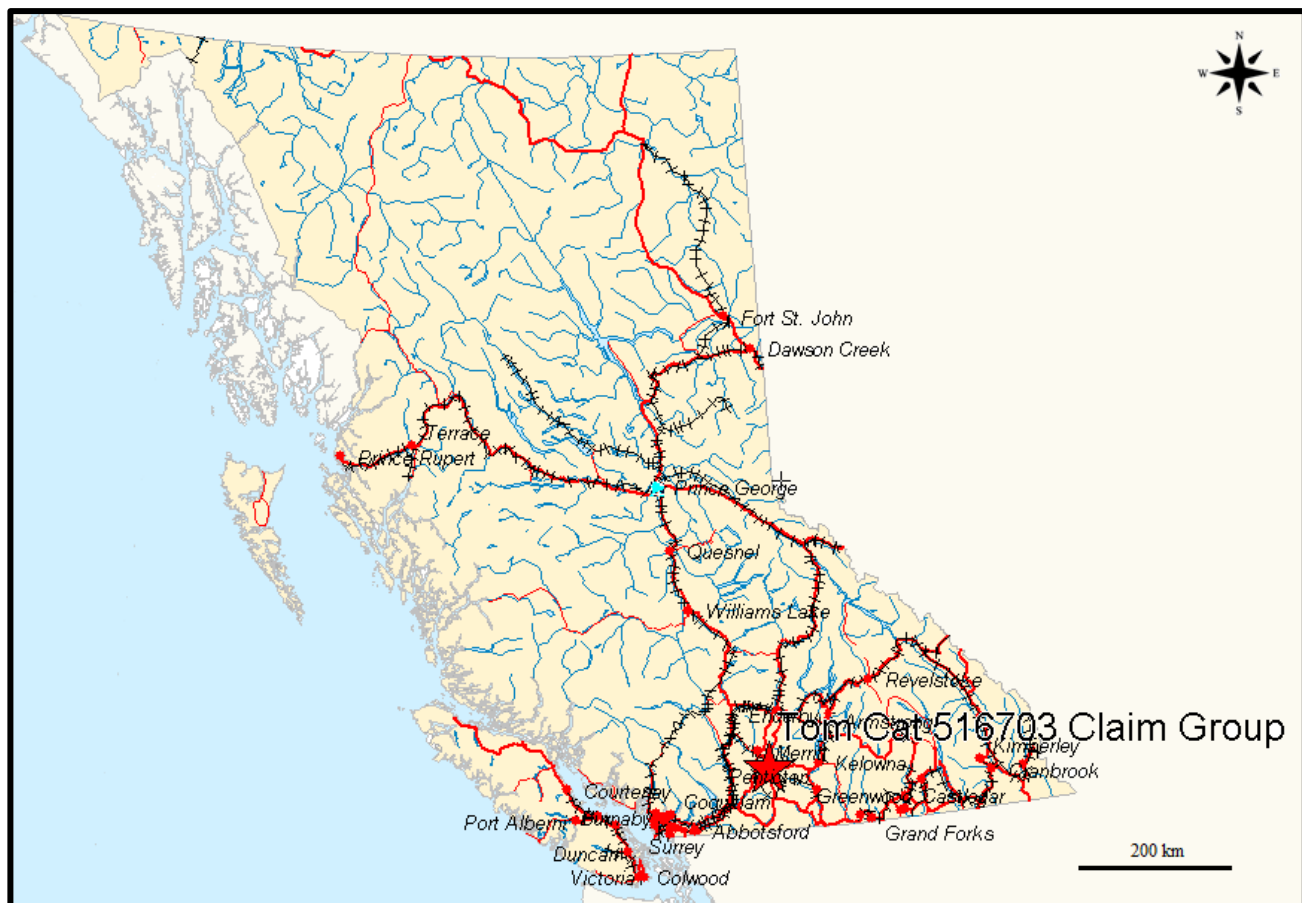 N
W E
S
Fort St. John
Dawson Creek
Terrace
Prince Rupert
Prince George
Quesnel
Williams Lake
Revelstoke
Enderby
Armstrong
Tom Cat 516703 Claim Group
Merritt
Kimberley
Kelowna
Cranbrook
Penticton
Courtenay
Coquitlam
Greenwood
Castlegar
Port Alberni
Burnaby
Abbotsford
Grand Forks
Surrey
Duncan
Victoria
Colwood
200 km